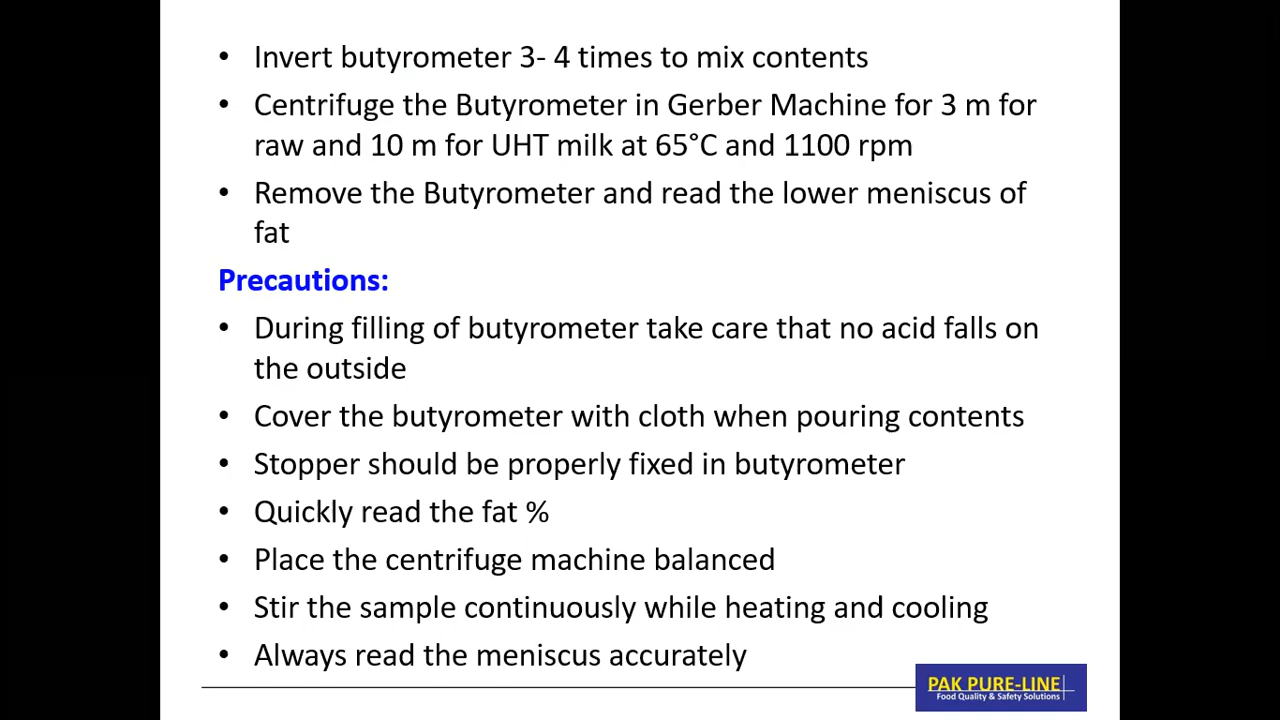 • Invert butyrometer 3- 4 times to mix contents
• Centrifuge the Butyrometer in Gerber Machine for 3 m for
raw and 10 m for UHT milk at 65°C and 1100 rpm
• Remove the Butyrometer and read the lower meniscus of
fat
Precautions:
• During filling of butyrometer take care that no acid falls on
the outside
• Cover the butyrometer with cloth when pouring contents
• Stopper should be properly fixed in butyrometer
• Quickly read the fat %
• Place the centrifuge machine balanced
• Stir the sample continuously while heating and cooling
• Always read the meniscus accurately
PAK PURE-LINE
Food Quality & Safety Solutions